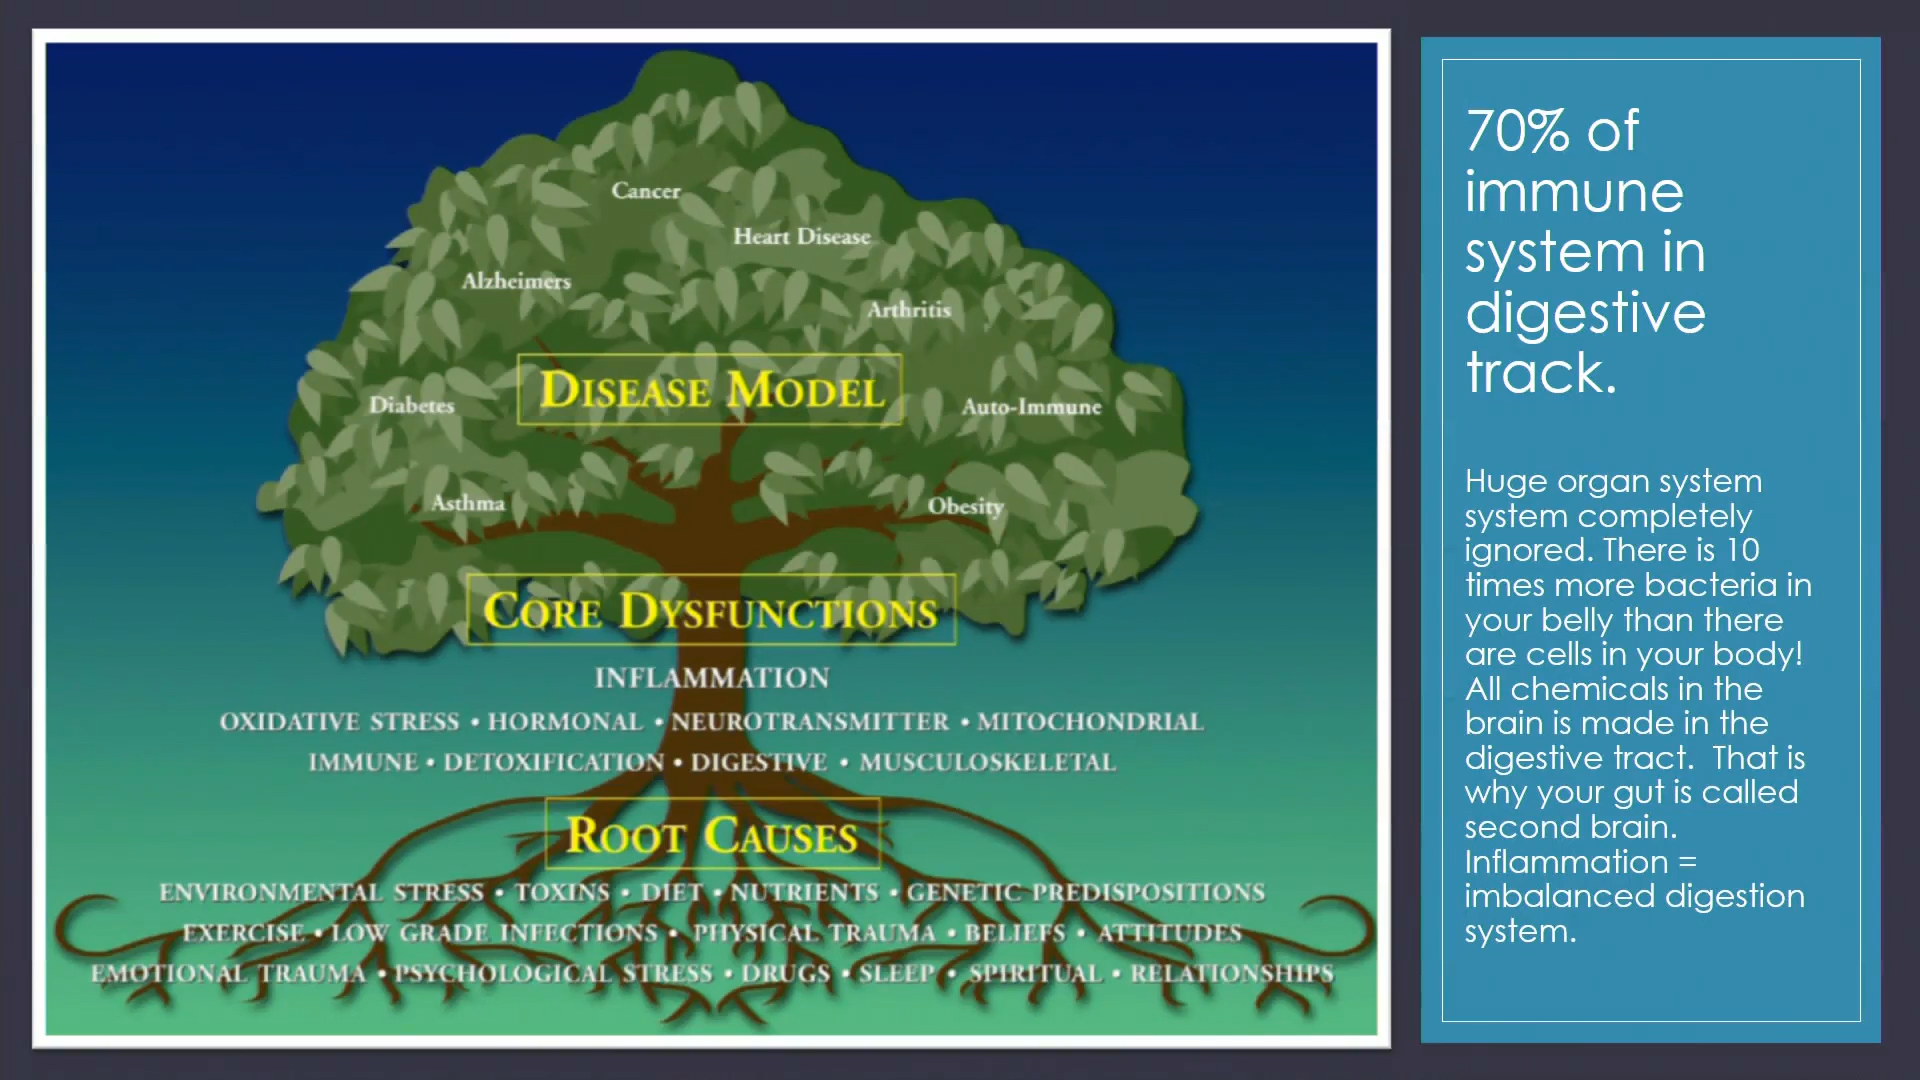 Cancer
Heart Disease
Alzheimers
Arthritis
DISEASE MODEL
Diabetes
Auto-Immune
Asthma
Obesity
CORE DYSFUNCTIONS
INFLAMMATION
OXIDATIVE STRESS • HORMONAL • NEUROTRANSMITTER • MITOCHONDRIAL
IMMUNE • DETOXIFICATION • DIGESTIVE • MUSCULOSKELETAL
ROOT CAUSES
ENVIRONMENTAL STRESS • TOXINS • DIET • NUTRIENTS • GENETIC PREDISPOSITIONS
EXERCISE • LOW GRADE INFECTIONS • PHYSICAL TRAUMA • BELIEFS • ATTITUDES
EMOTIONAL TRAUMA • PSYCHOLOGICAL STRESS • DRUGS • SLEEP • SPIRITUAL • RELATIONSHIPS
70% of
immune
system in
digestive
track.
Huge organ system
system completely
ignored. There is 10
times more bacteria in
your belly than there
are cells in your body!
All chemicals in the
brain is made in the
digestive tract.  That is
why your gut is called
second brain.
Inflammation =
imbalanced digestion
system.